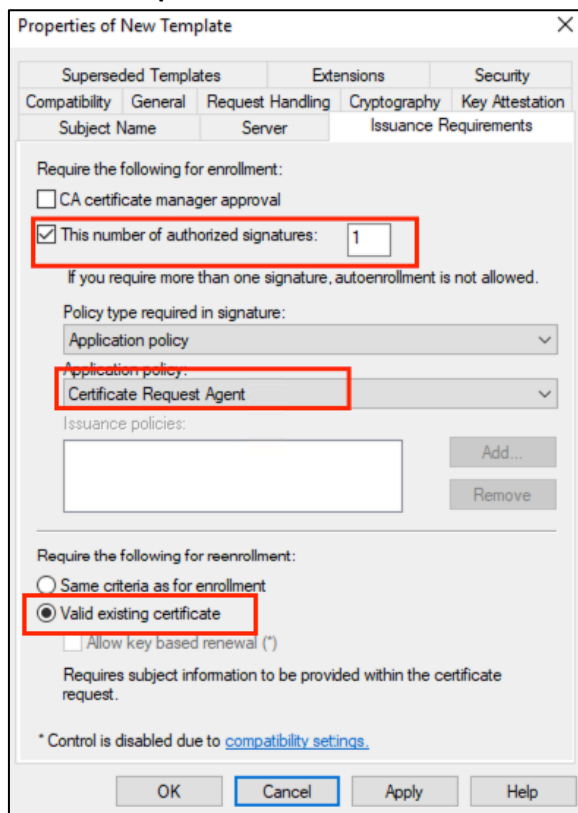 Properties of New Template
Superseded Templates Extensions Security
Compatibility General Request Handling Cryptography Key Attestation
Subject Name Server Issuance Requirements
Require the following for enrollment:
CA certificate manager approval
This number of authorized signatures: 1
If you require more than one signature, autoenrollment is not allowed.
Policy type required in signature:
Application policy
Application policy:
Certificate Request Agent
Issuance policies:
Add...
Remove
Require the following for reenrollment:
Same criteria as for enrollment
Valid existing certificate
Allow key based renewal (*)
Requires subject information to be provided within the certificate
request.
* Control is disabled due to compatibility settings.
OK Cancel Apply Help